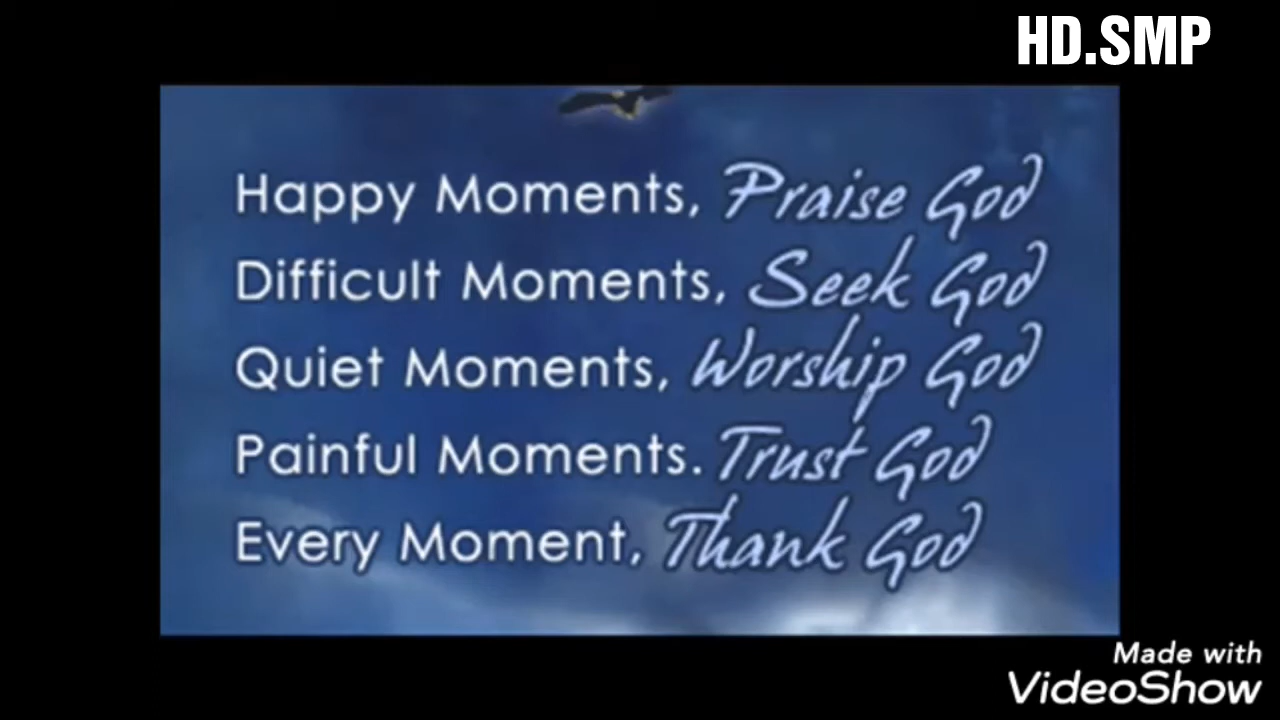 HD.SMP
Happy Moments, Praise God
Difficult Moments, Seek God
Quiet Moments, Worship God
Painful Moments. Trust God
Every Moment, Thank God
Made with
VideoShow